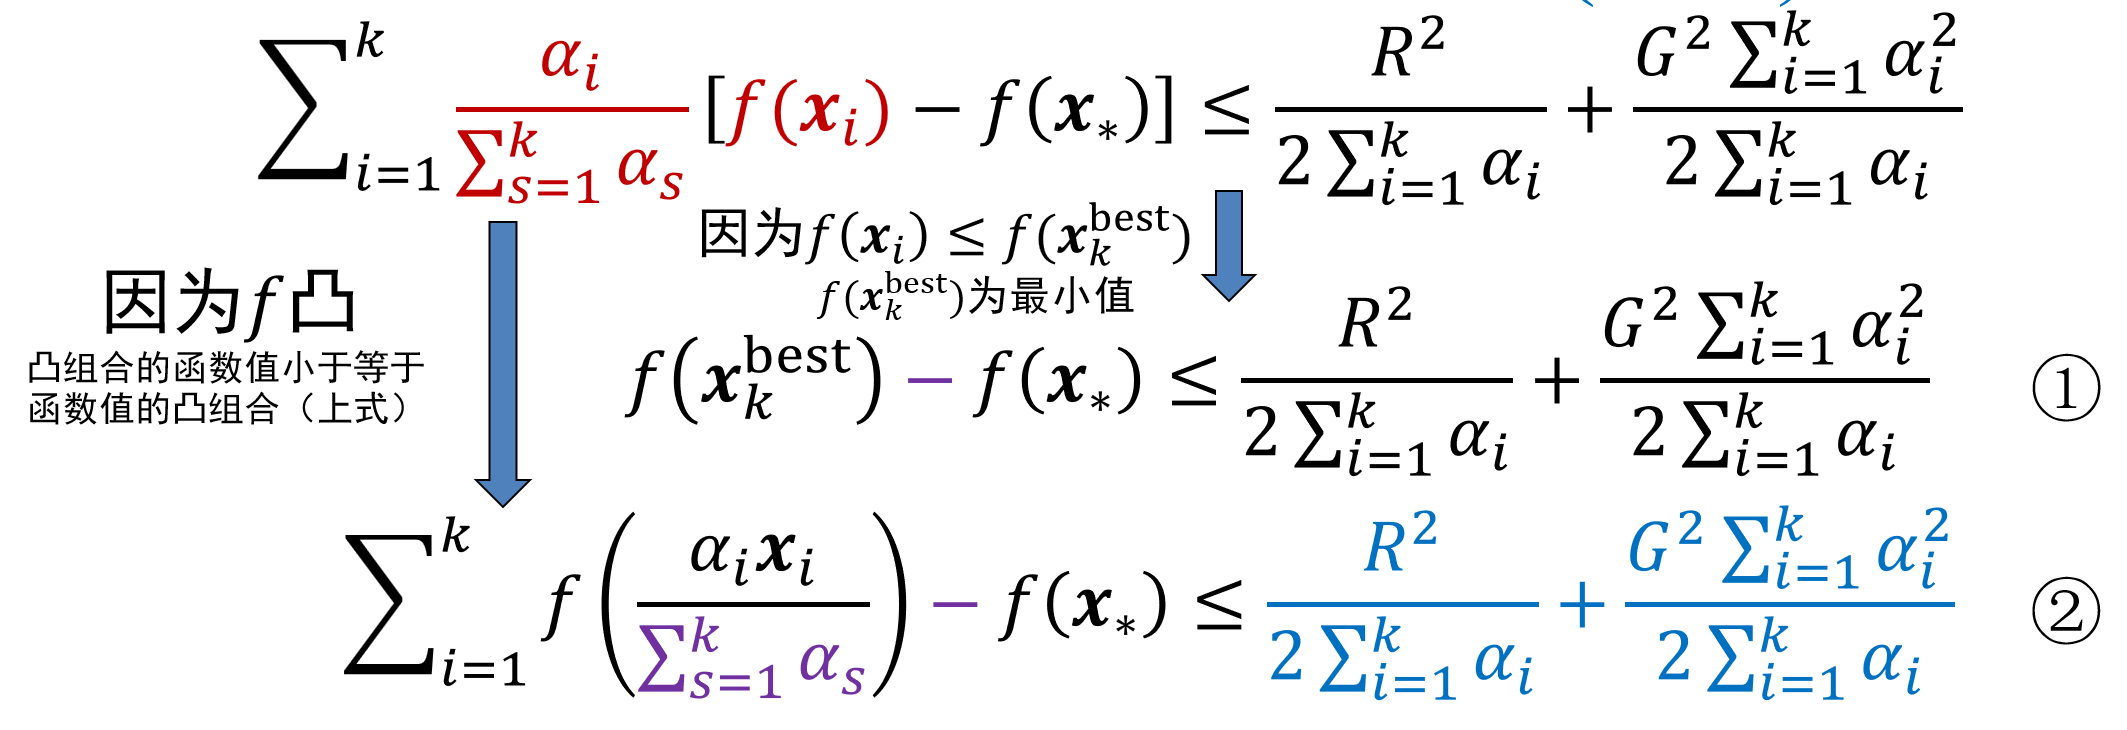 $\sum_{i=1}^{k} \frac{\alpha_i}{\sum_{s=1}^{k} \alpha_s} [f(\boldsymbol{x}_i) - f(\boldsymbol{x}_*)] \leq \frac{R^2}{2\sum_{i=1}^{k} \alpha_i} + \frac{G^2 \sum_{i=1}^{k} \alpha_i^2}{2\sum_{i=1}^{k} \alpha_i}$
因为$f(\boldsymbol{x}_i) \leq f(\boldsymbol{x}_k^{\text{best}})$
$f(\boldsymbol{x}_k^{\text{best}})$为最小值
因为$f$凸
凸组合的函数值小于等于
函数值的凸组合（上式）
$f(\boldsymbol{x}_k^{\text{best}}) - f(\boldsymbol{x}_*) \leq \frac{R^2}{2\sum_{i=1}^{k} \alpha_i} + \frac{G^2 \sum_{i=1}^{k} \alpha_i^2}{2\sum_{i=1}^{k} \alpha_i}$ ①
$\sum_{i=1}^{k} f\left(\frac{\alpha_i \boldsymbol{x}_i}{\sum_{s=1}^{k} \alpha_s}\right) - f(\boldsymbol{x}_*) \leq \frac{R^2}{2\sum_{i=1}^{k} \alpha_i} + \frac{G^2 \sum_{i=1}^{k} \alpha_i^2}{2\sum_{i=1}^{k} \alpha_i}$ ②